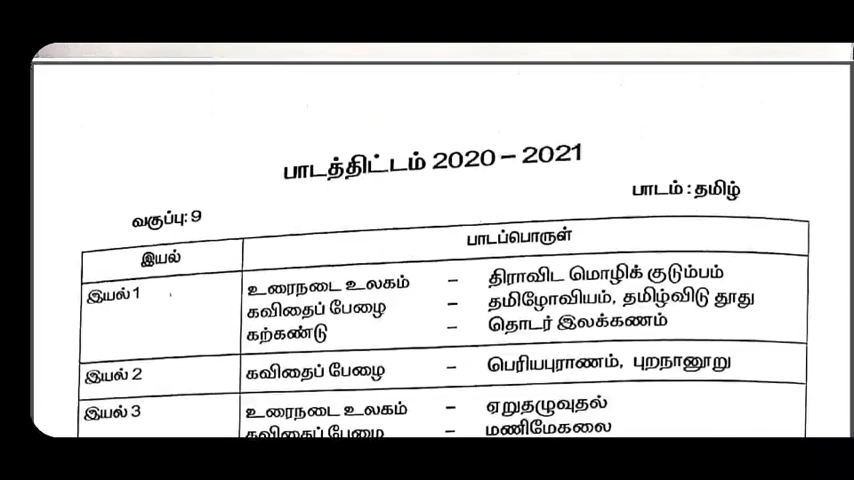 பாடத்திட்டம் 2020 – 2021
பாடம் : தமிழ்
வகுப்பு: 9
இயல் பாடப்பொருள்
இயல் 1 உரைநடை உலகம் – திராவிட மொழிக் குடும்பம்
கவிதைப் பேழை – தமிழோவியம், தமிழ்விடு தூது
கற்கண்டு – தொடர் இலக்கணம்
இயல் 2 கவிதைப் பேழை – பெரியபுராணம், புறநானூறு
இயல் 3 உரைநடை உலகம் – ஏறுதழுவுதல்
கவிதைப் பேழை – மணிமேகலை